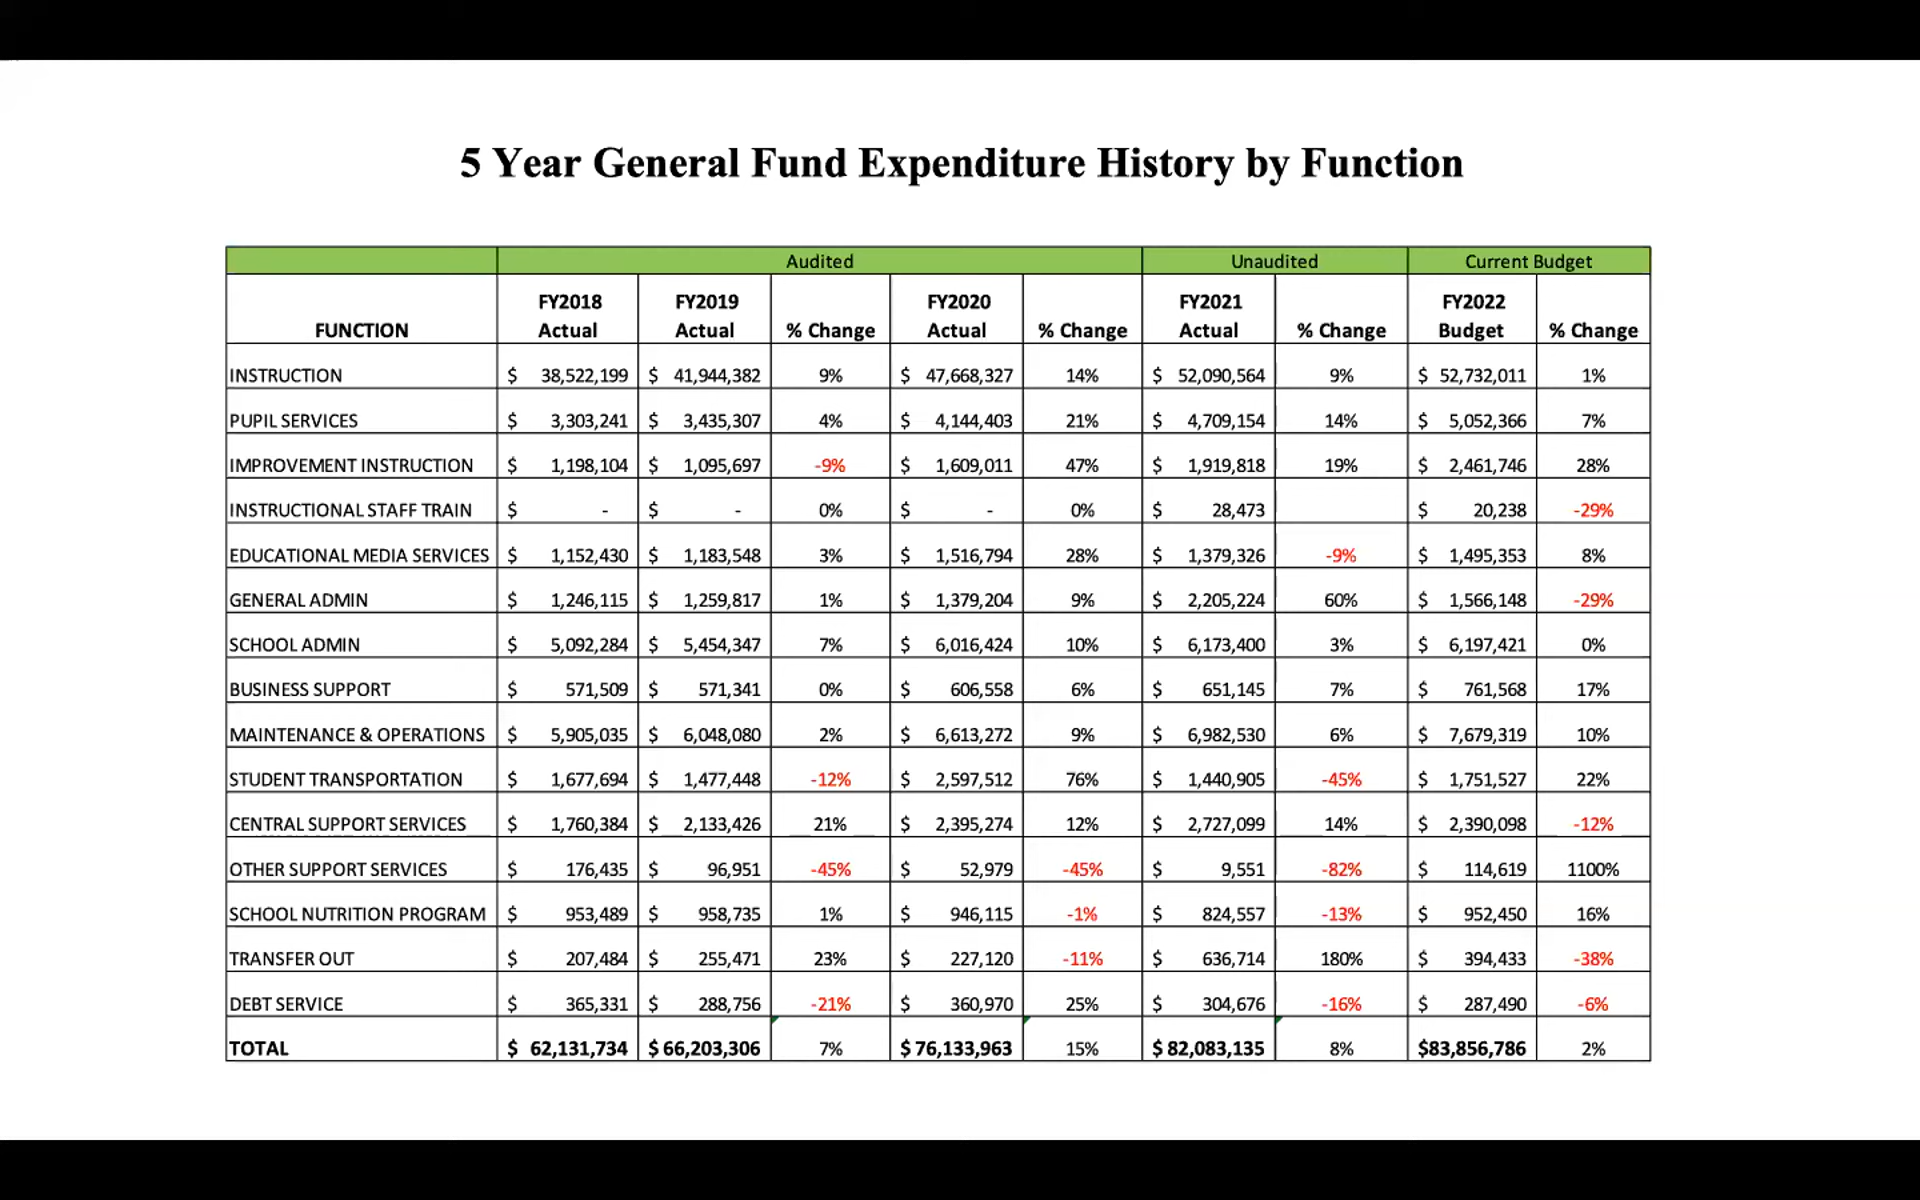 5 Year General Fund Expenditure History by Function
Audited Unaudited Current Budget
FY2018 FY2019 FY2020 FY2021 FY2022
FUNCTION Actual Actual % Change Actual % Change Actual % Change Budget % Change
INSTRUCTION $ 38,522,199 $ 41,944,382 9% $ 47,668,327 14% $ 52,090,564 9% $ 52,732,011 1%
PUPIL SERVICES $ 3,303,241 $ 3,435,307 4% $ 4,144,403 21% $ 4,709,154 14% $ 5,052,366 7%
IMPROVEMENT INSTRUCTION $ 1,198,104 $ 1,095,697 -9% $ 1,609,011 47% $ 1,919,818 19% $ 2,461,746 28%
INSTRUCTIONAL STAFF TRAIN $ - $ - 0% $ - 0% $ 28,473 $ 20,238 -29%
EDUCATIONAL MEDIA SERVICES $ 1,152,430 $ 1,183,548 3% $ 1,516,794 28% $ 1,379,326 -9% $ 1,495,353 8%
GENERAL ADMIN $ 1,246,115 $ 1,259,817 1% $ 1,379,204 9% $ 2,205,224 60% $ 1,566,148 -29%
SCHOOL ADMIN $ 5,092,284 $ 5,454,347 7% $ 6,016,424 10% $ 6,173,400 3% $ 6,197,421 0%
BUSINESS SUPPORT $ 571,509 $ 571,341 0% $ 606,558 6% $ 651,145 7% $ 761,568 17%
MAINTENANCE & OPERATIONS $ 5,905,035 $ 6,048,080 2% $ 6,613,272 9% $ 6,982,530 6% $ 7,679,319 10%
STUDENT TRANSPORTATION $ 1,677,694 $ 1,477,448 -12% $ 2,597,512 76% $ 1,440,905 -45% $ 1,751,527 22%
CENTRAL SUPPORT SERVICES $ 1,760,384 $ 2,133,426 21% $ 2,395,274 12% $ 2,727,099 14% $ 2,390,098 -12%
OTHER SUPPORT SERVICES $ 176,435 $ 96,951 -45% $ 52,979 -45% $ 9,551 -82% $ 114,619 1100%
SCHOOL NUTRITION PROGRAM $ 953,489 $ 958,735 1% $ 946,115 -1% $ 824,557 -13% $ 952,450 16%
TRANSFER OUT $ 207,484 $ 255,471 23% $ 227,120 -11% $ 636,714 180% $ 394,433 -38%
DEBT SERVICE $ 365,331 $ 288,756 -21% $ 360,970 25% $ 304,676 -16% $ 287,490 -6%
TOTAL $ 62,131,734 $ 66,203,306 7% $ 76,133,963 15% $ 82,083,135 8% $83,856,786 2%